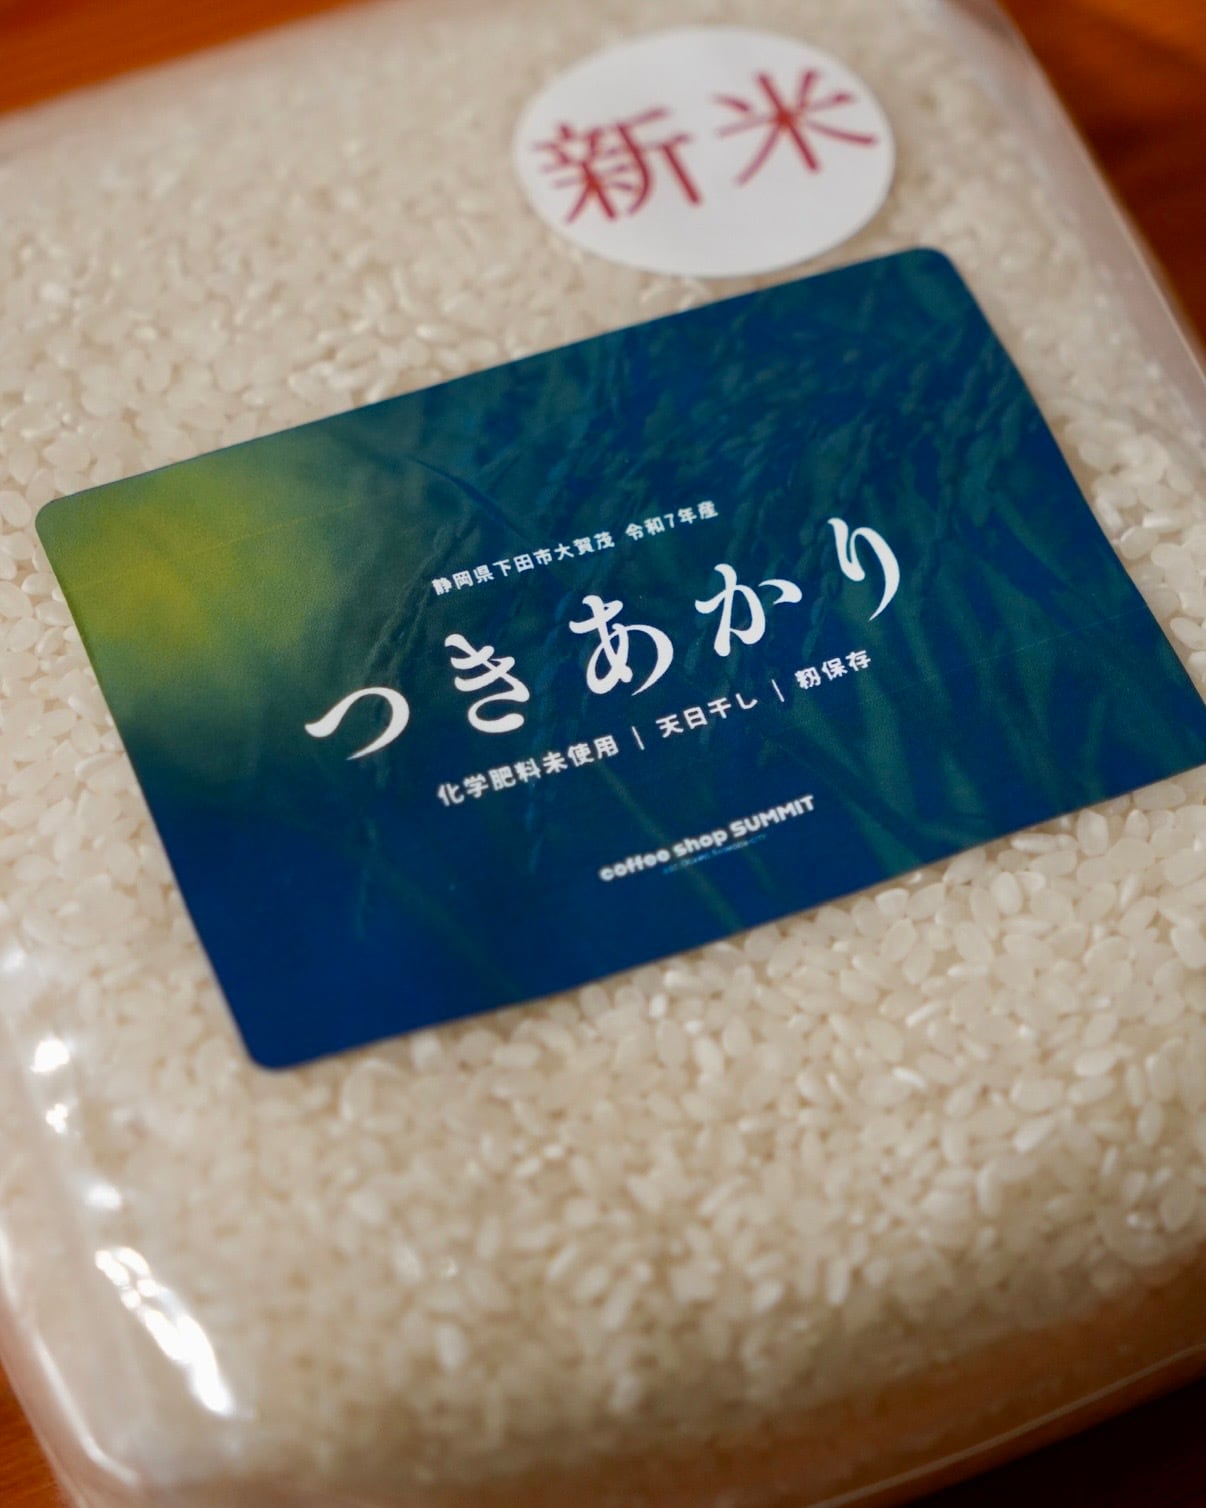 新米
静岡県下田市大賀茂 令和7年産
つきあかり
化学肥料未使用 | 天日干し | 籾保存
coffee shop SUMMIT